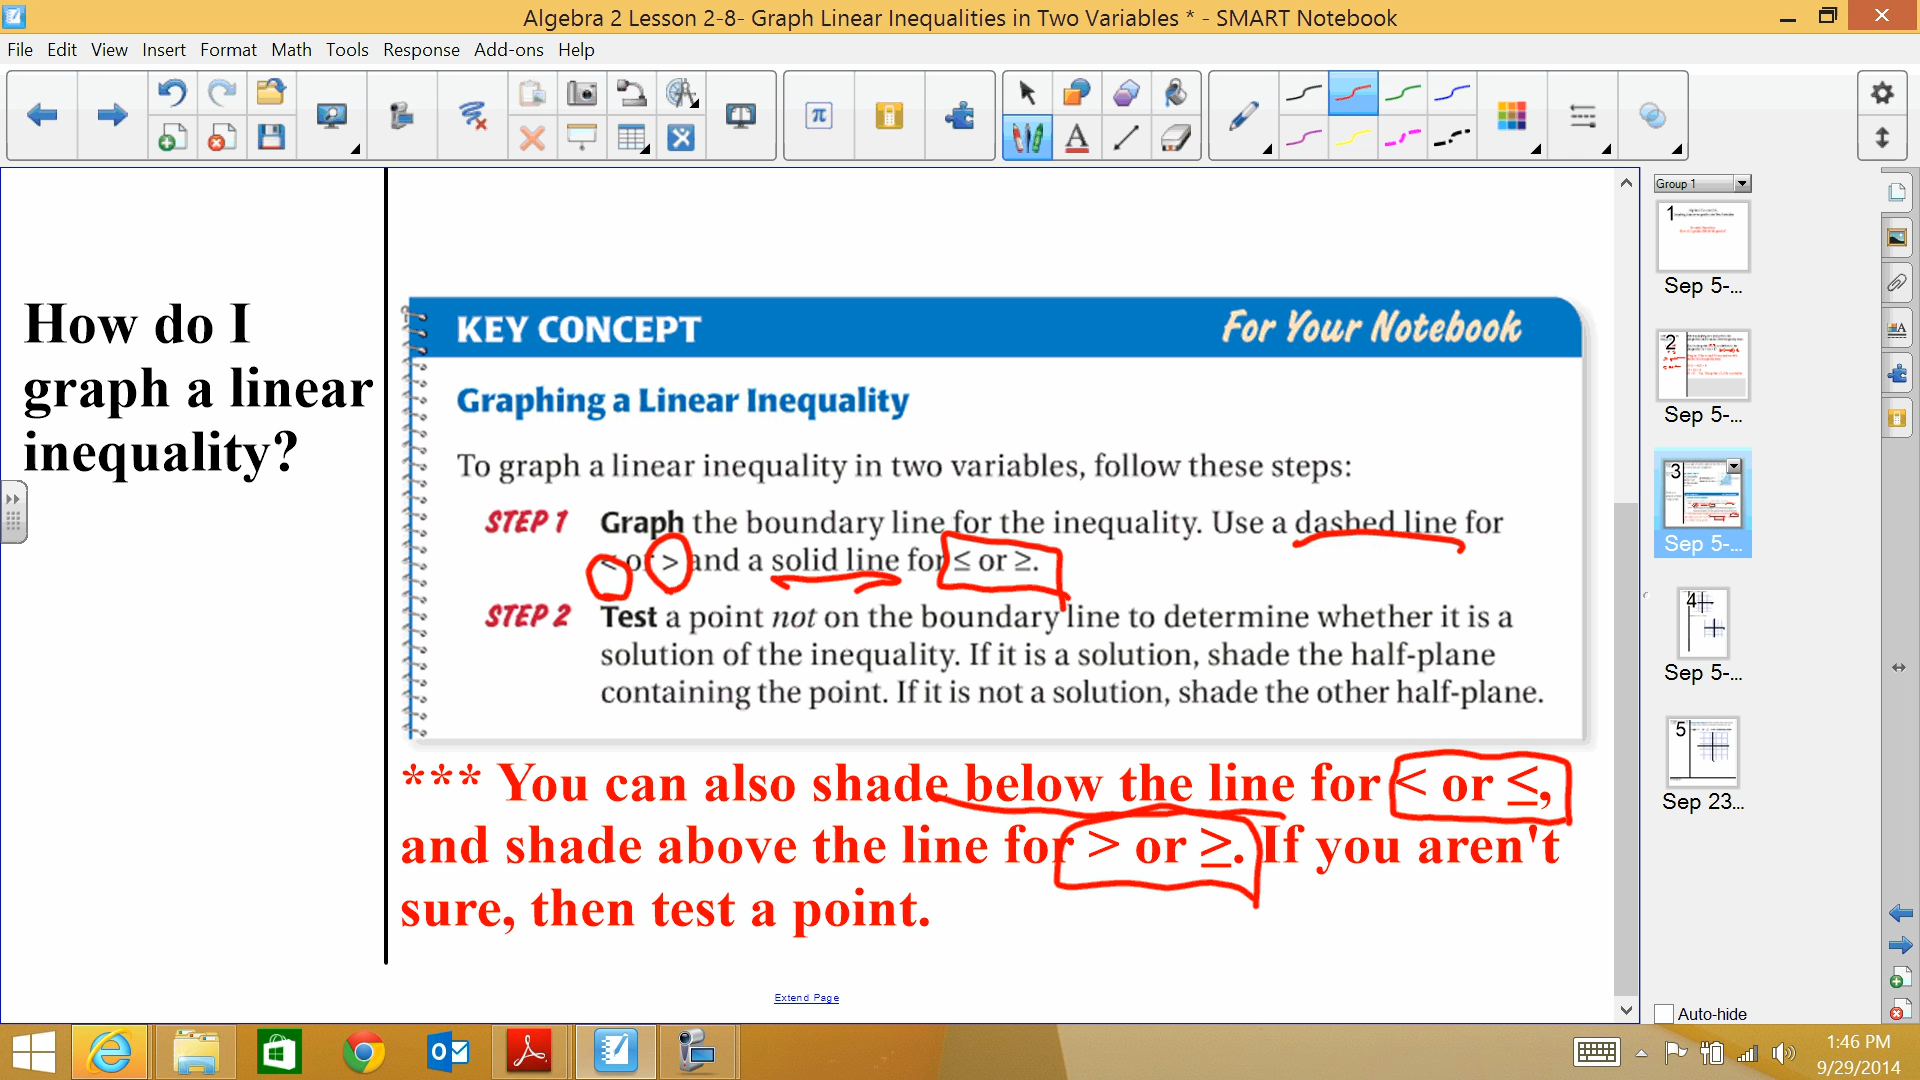 Algebra 2 Lesson 2-8- Graph Linear Inequalities in Two Variables * - SMART Notebook
File Edit View Insert Format Math Tools Response Add-ons Help
Group 1
1
Sep 5-...
2
Sep 5-...
3
Sep 5-...
4
Sep 5-...
5
Sep 23...
Auto-hide
How do I
graph a linear
inequality?
KEY CONCEPT
For Your Notebook
Graphing a Linear Inequality
To graph a linear inequality in two variables, follow these steps:
STEP 1 Graph the boundary line for the inequality. Use a dashed line for
< or > and a solid line for ≤ or ≥.
STEP 2 Test a point not on the boundary line to determine whether it is a
solution of the inequality. If it is a solution, shade the half-plane
containing the point. If it is not a solution, shade the other half-plane.
*** You can also shade below the line for < or ≤,
and shade above the line for > or ≥. If you aren't
sure, then test a point.
Extend Page
1:46 PM
9/29/2014